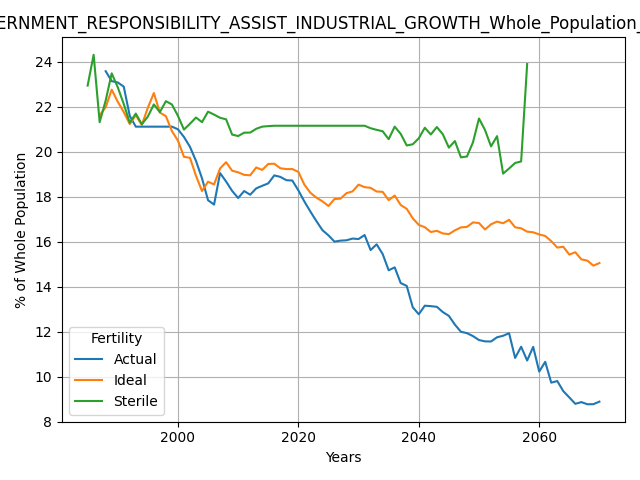 ERNMENT_RESPONSIBILITY_ASSIST_INDUSTRIAL_GROWTH_Whole_Population_
24
22
20
18
16
14
12
10
8
% of Whole Population
Fertility
Actual
Ideal
Sterile
2000 2020 2040 2060
Years